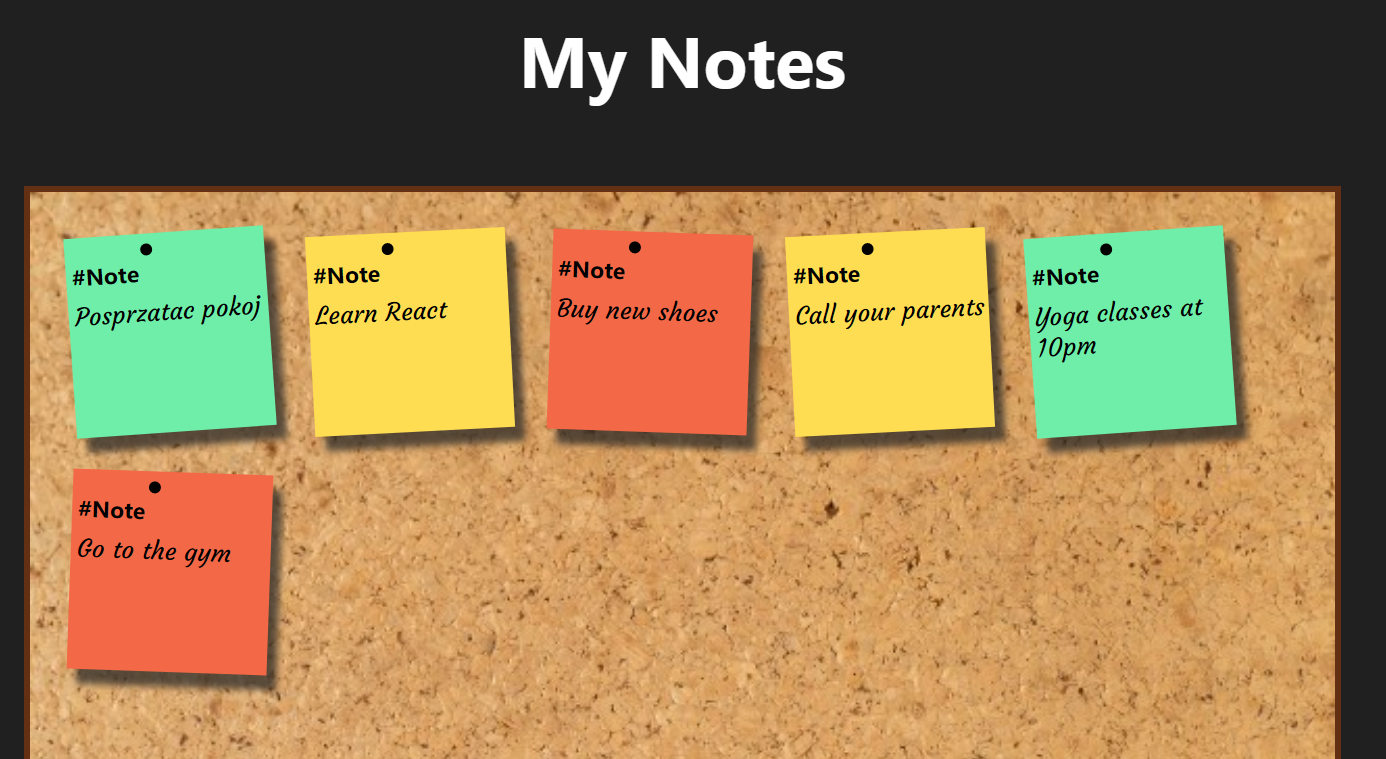 My Notes
#Note
Posprzatac pokoj
#Note
Learn React
#Note
Buy new shoes
#Note
Call your parents
#Note
Yoga classes at
10pm
#Note
Go to the gym